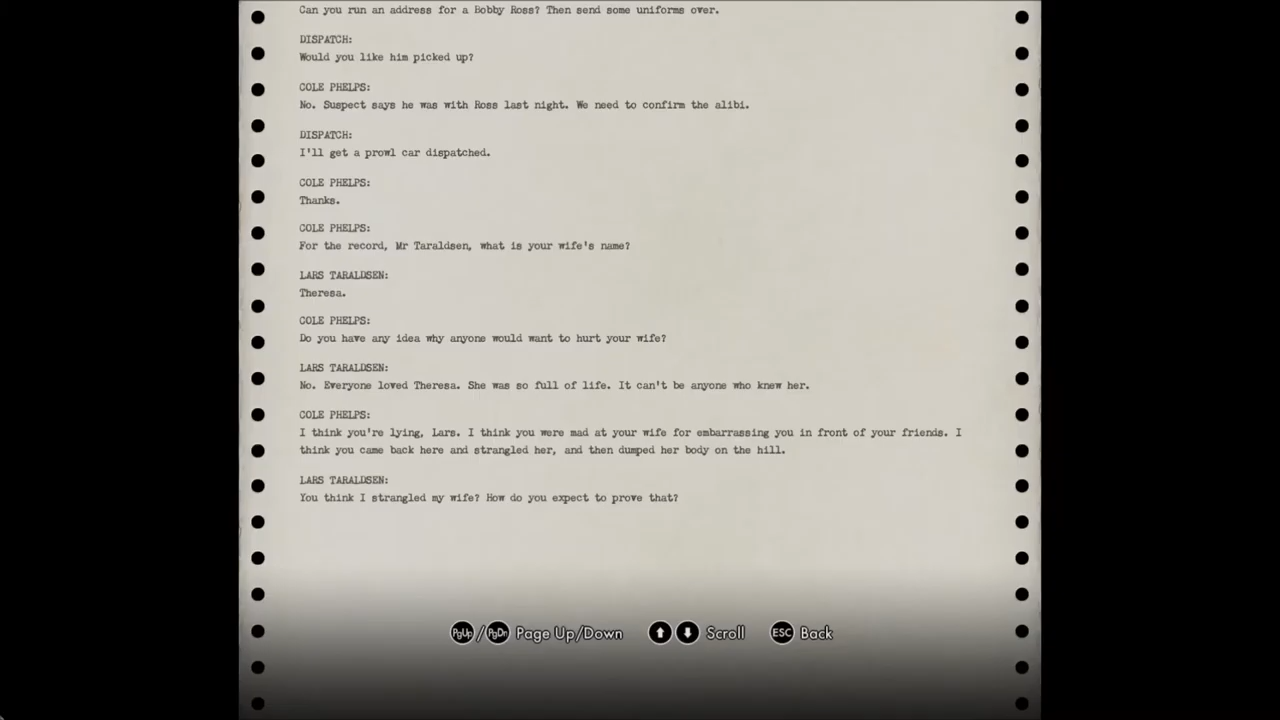 Can you run an address for a Bobby Ross? Then send some uniforms over.
DISPATCH:
Would you like him picked up?
COLE PHELPS:
No. Suspect says he was with Ross last night. We need to confirm the alibi.
DISPATCH:
I'll get a prowl car dispatched.
COLE PHELPS:
Thanks.
COLE PHELPS:
For the record, Mr Taraldsen, what is your wife's name?
LARS TARALDSEN:
Theresa.
COLE PHELPS:
Do you have any idea why anyone would want to hurt your wife?
LARS TARALDSEN:
No. Everyone loved Theresa. She was so full of life. It can't be anyone who knew her.
COLE PHELPS:
I think you're lying, Lars. I think you were mad at your wife for embarrassing you in front of your friends. I
think you came back here and strangled her, and then dumped her body on the hill.
LARS TARALDSEN:
You think I strangled my wife? How do you expect to prove that?
PgUp/PgDn Page Up/Down Scroll ESC Back